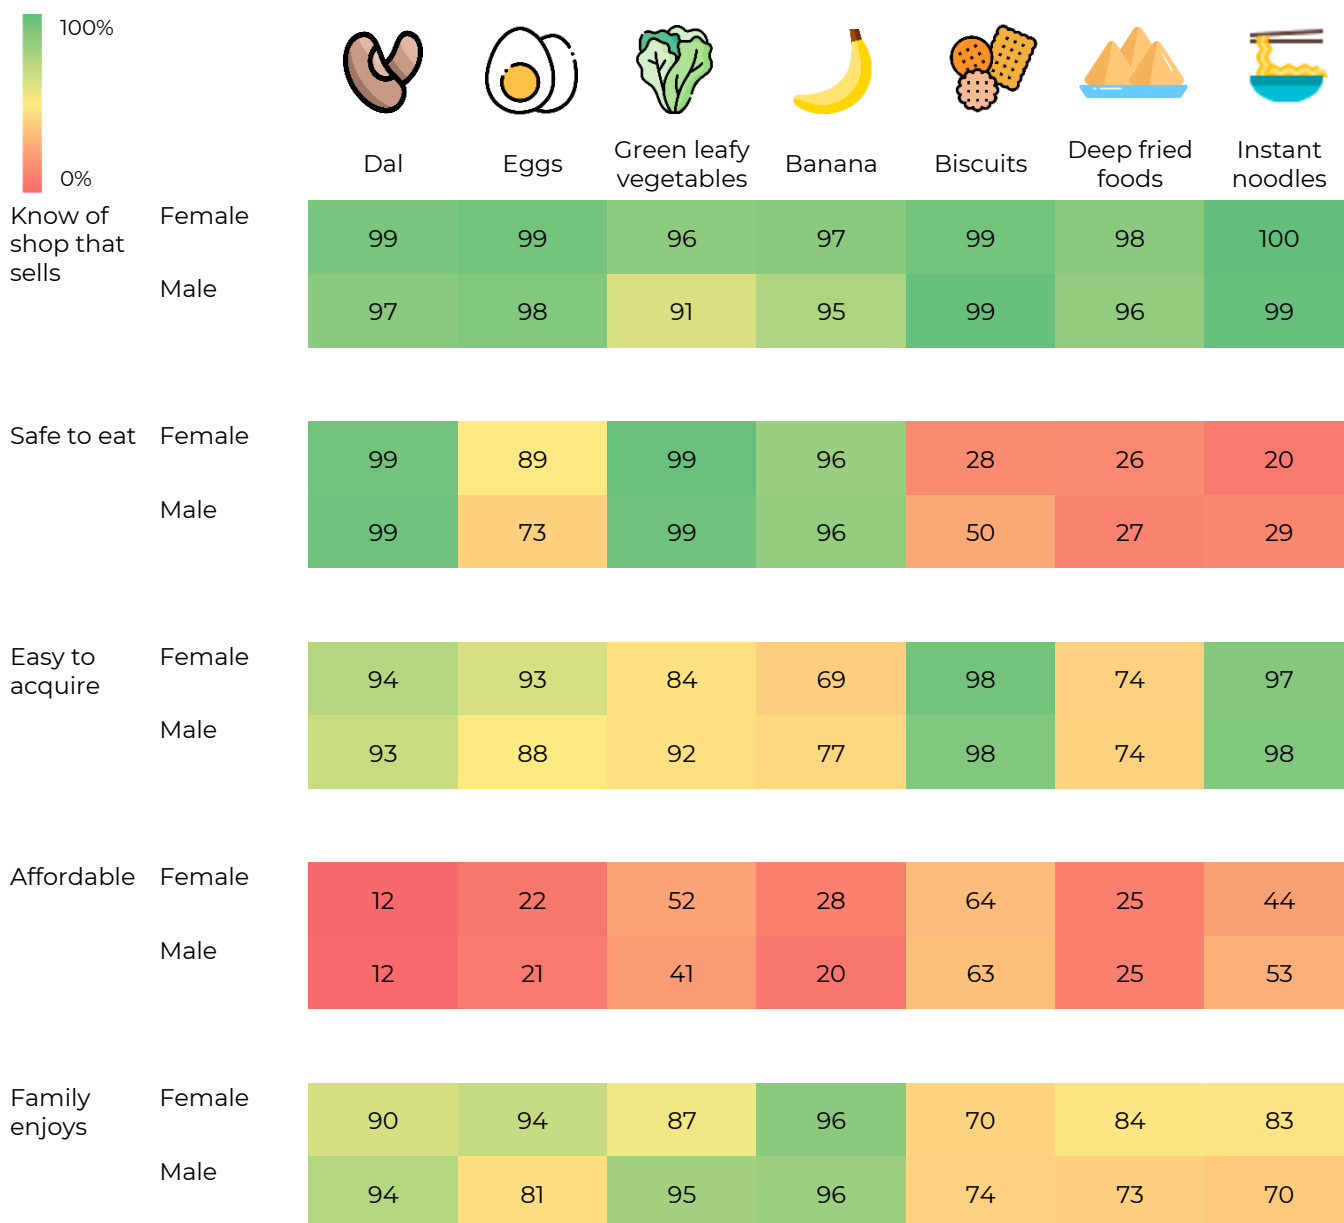 100%
0%
Dal
Eggs
Green leafy
vegetables
Banana
Biscuits
Deep fried
foods
Instant
noodles
Know of
shop that
sells
Female
99 99 96 97 99 98 100
Male
97 98 91 95 99 96 99
Safe to eat
Female
99 89 99 96 28 26 20
Male
99 73 99 96 50 27 29
Easy to
acquire
Female
94 93 84 69 98 74 97
Male
93 88 92 77 98 74 98
Affordable
Female
12 22 52 28 64 25 44
Male
12 21 41 20 63 25 53
Family
enjoys
Female
90 94 87 96 70 84 83
Male
94 81 95 96 74 73 70